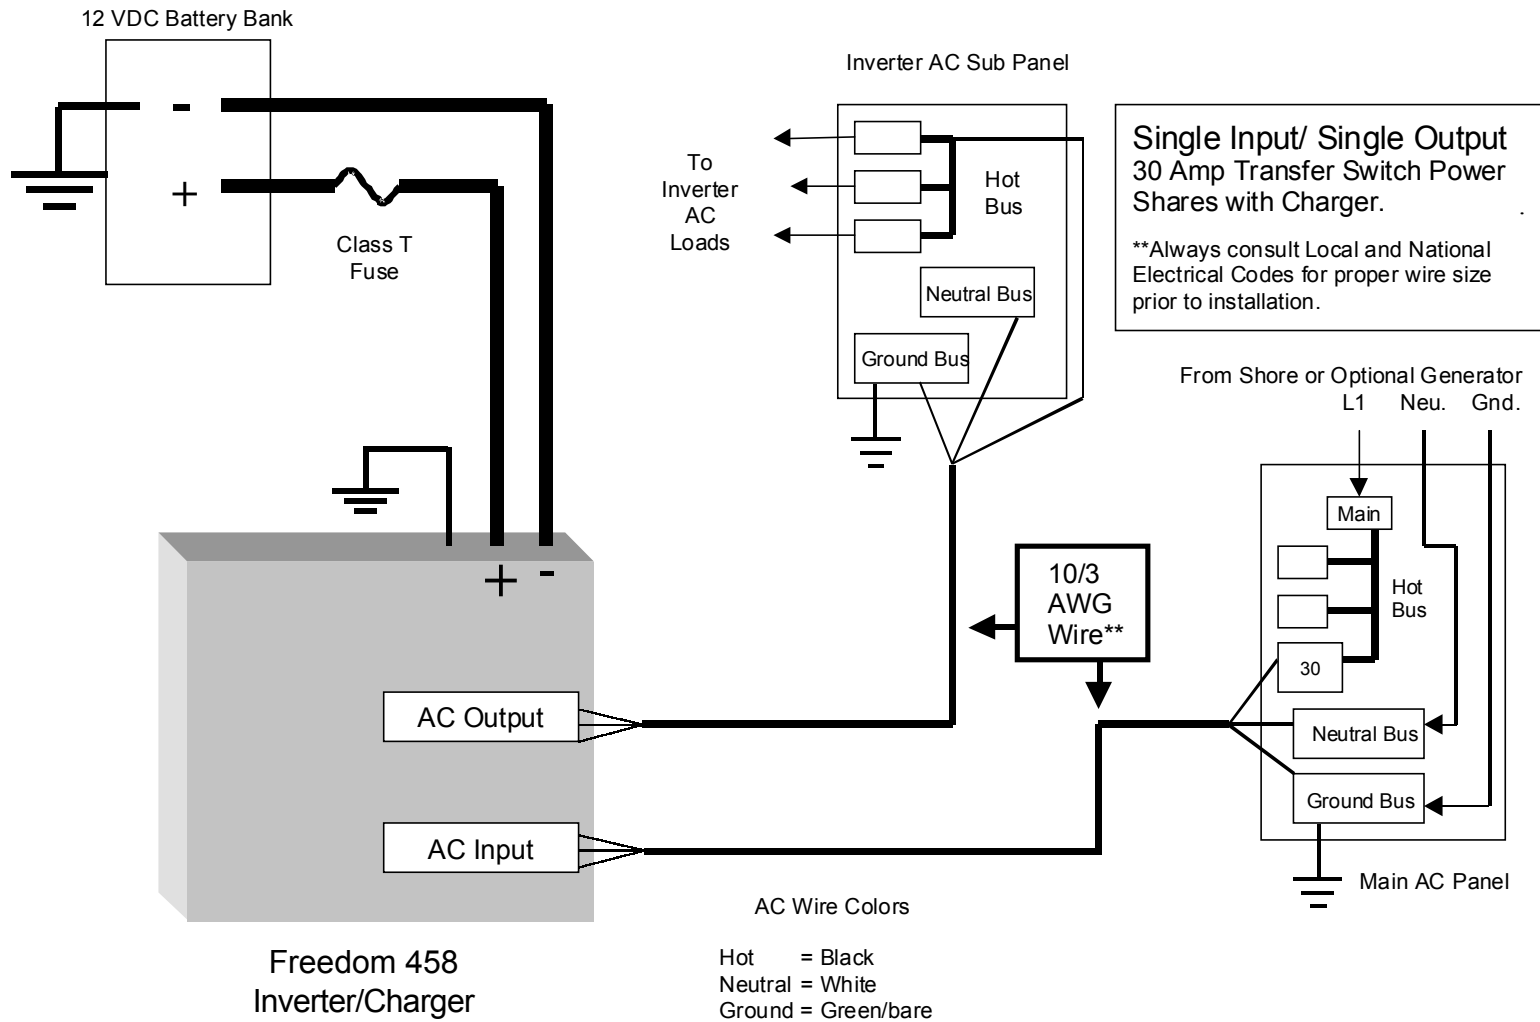 12 VDC Battery Bank
-
+
Class T
Fuse
Inverter AC Sub Panel
To
Inverter
AC
Loads
Hot
Bus
Neutral Bus
Ground Bus
Single Input/ Single Output
30 Amp Transfer Switch Power
Shares with Charger.
.
**Always consult Local and National
Electrical Codes for proper wire size
prior to installation.
From Shore or Optional Generator
L1 Neu. Gnd.
Main
Hot
Bus
30
Neutral Bus
Ground Bus
Main AC Panel
10/3
AWG
Wire**
+ -
AC Output
AC Input
Freedom 458
Inverter/Charger
AC Wire Colors
Hot = Black
Neutral = White
Ground = Green/bare